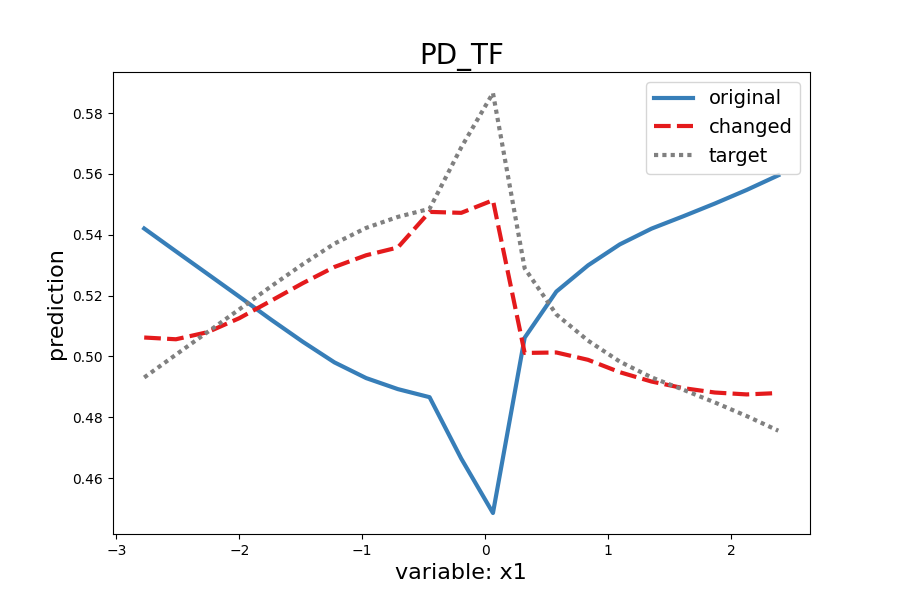 PD_TF
original
changed
target
prediction
0.58
0.56
0.54
0.52
0.50
0.48
0.46
−3
−2
−1
0
1
2
variable: x1